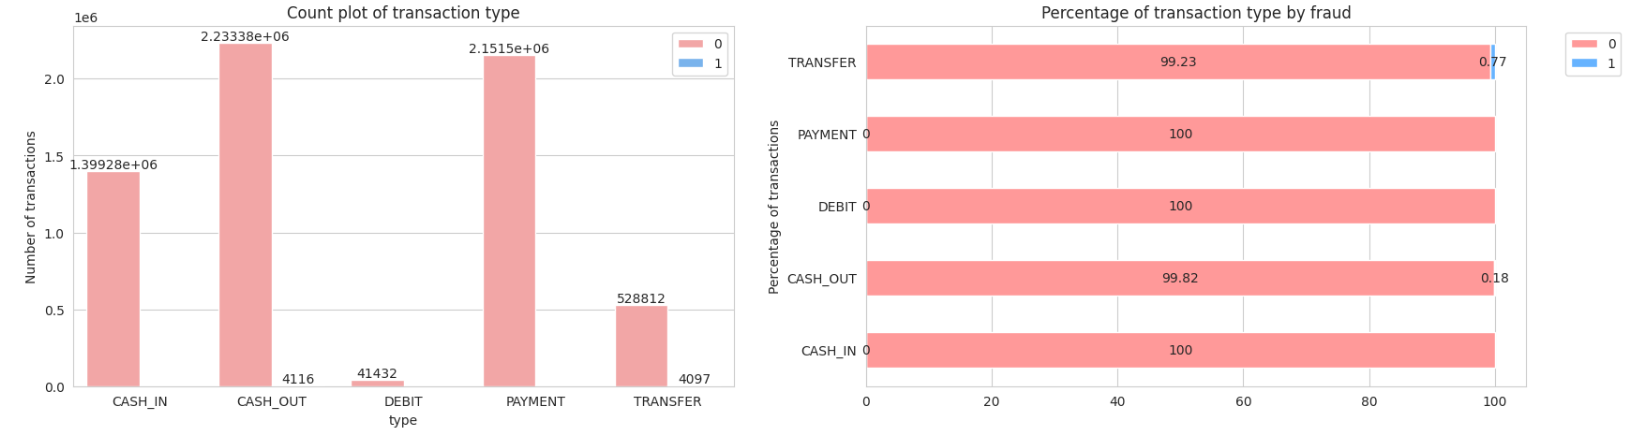 Count plot of transaction type
1e6
0
1
2.23338e+06
2.1515e+06
1.39928e+06
528812
41432
4116
4097
Number of transactions
2.0
1.5
1.0
0.5
0.0
CASH_IN CASH_OUT DEBIT PAYMENT TRANSFER
type
Percentage of transaction type by fraud
0
1
Percentage of transactions
TRANSFER 99.23 0.77
PAYMENT 0 100
DEBIT 0 100
CASH_OUT 99.82 0.18
CASH_IN 0 100
0 20 40 60 80 100